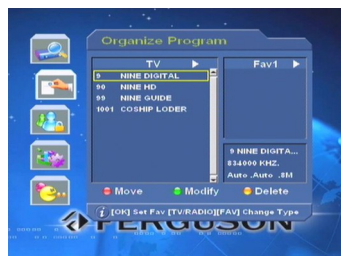 Organize Program
TV
Fav1
9 NINE DIGITAL
90 NINE HD
99 NINE GUIDE
1001 COSHIP LODER
9 NINE DIGITA...
834000 KHZ.
Auto .Auto .8M
Move Modify Delete
[OK] Set Fav [TV/RADIO][FAV] Change Type
FERGUSON